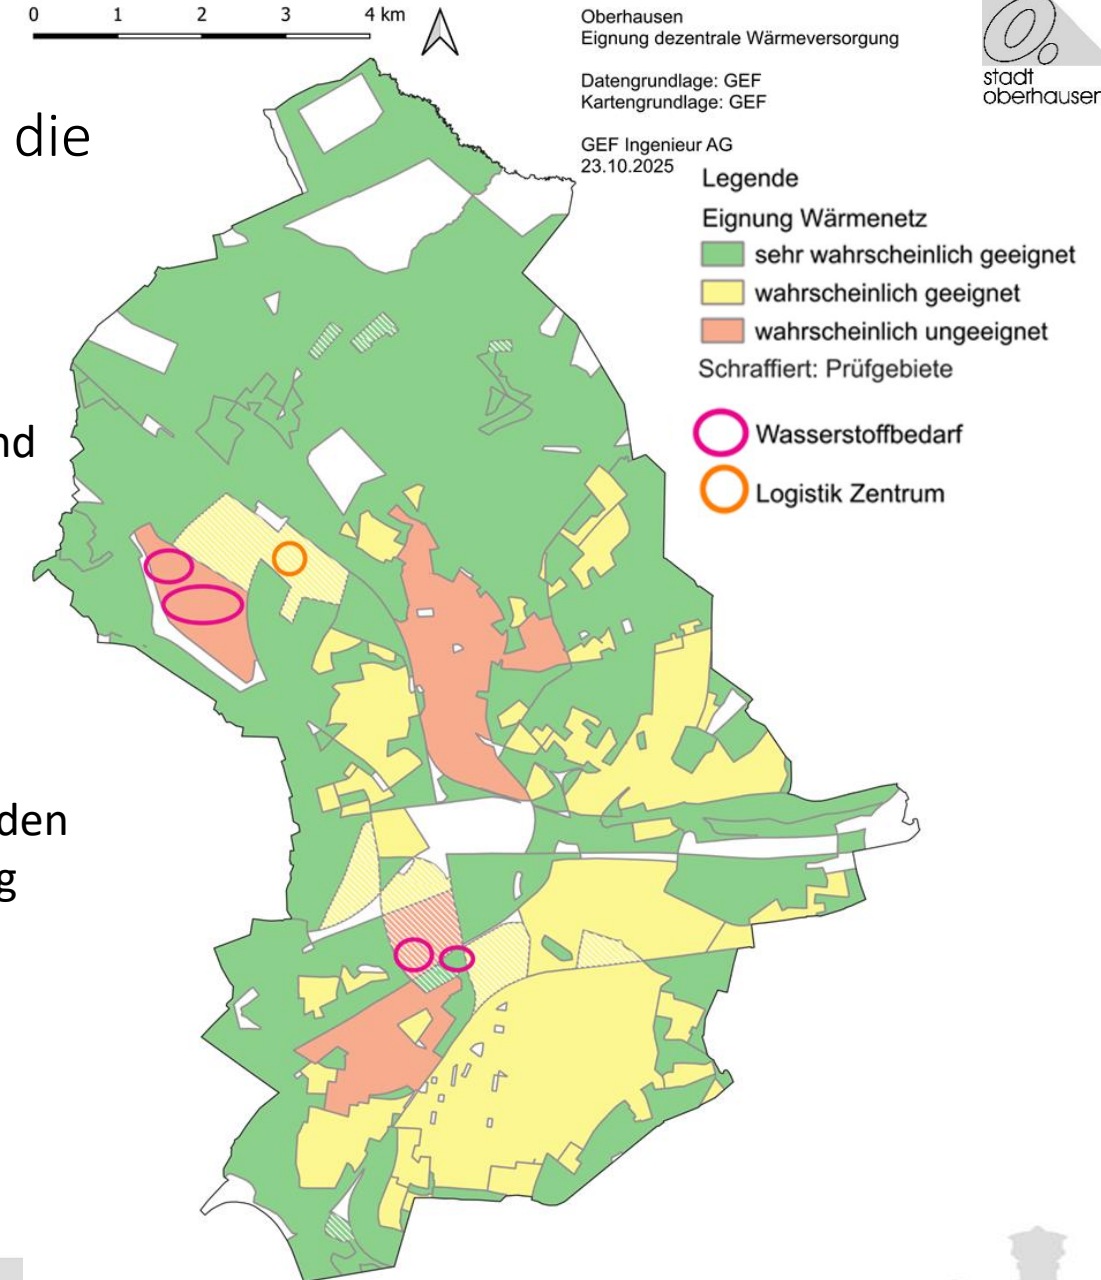 0 1 2 3 4 km
Oberhausen
Eignung dezentrale Wärmeversorgung
Datengrundlage: GEF
Kartengrundlage: GEF
GEF Ingenieur AG
23.10.2025
stadt
oberhausen
die
Legende
Eignung Wärmenetz
sehr wahrscheinlich geeignet
wahrscheinlich geeignet
wahrscheinlich ungeeignet
Schraffiert: Prüfgebiete
Wasserstoffbedarf
Logistik Zentrum
nd
den
g